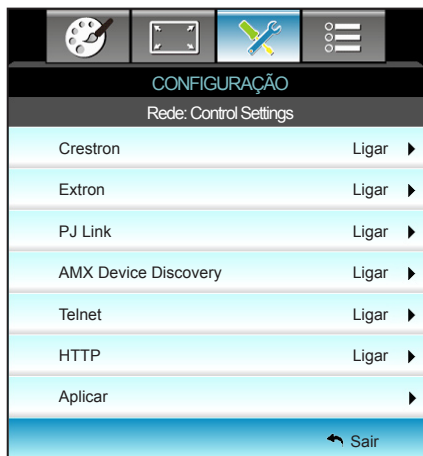 CONFIGURAÇÃO
Rede: Control Settings
Crestron Ligar
Extron Ligar
PJ Link Ligar
AMX Device Discovery Ligar
Telnet Ligar
HTTP Ligar
Aplicar
Sair